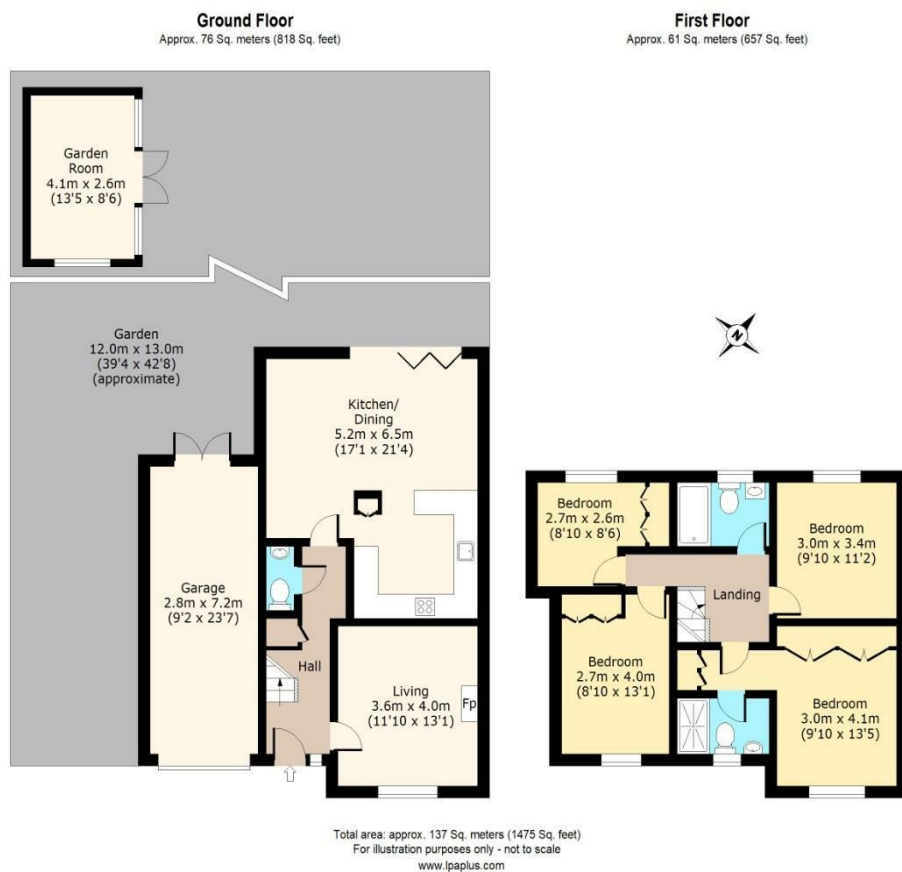 Ground Floor
Approx. 76 Sq. meters (818 Sq. feet)
First Floor
Approx. 61 Sq. meters (657 Sq. feet)
Garden
Room
4.1m x 2.6m
(13'5 x 8'6)
Garden
12.0m x 13.0m
(39'4 x 42'8)
(approximate)
Kitchen/
Dining
5.2m x 6.5m
(17'1 x 21'4)
Garage
2.8m x 7.2m
(9'2 x 23'7)
Hall
Living
3.6m x 4.0m
(11'10 x 13'1)
Fp
N
Bedroom
2.7m x 2.6m
(8'10 x 8'6)
Bedroom
3.0m x 3.4m
(9'10 x 11'2)
Landing
Bedroom
2.7m x 4.0m
(8'10 x 13'1)
Bedroom
3.0m x 4.1m
(9'10 x 13'5)
Total area: approx. 137 Sq. meters (1475 Sq. feet)
For illustration purposes only - not to scale
www.lpaplus.com